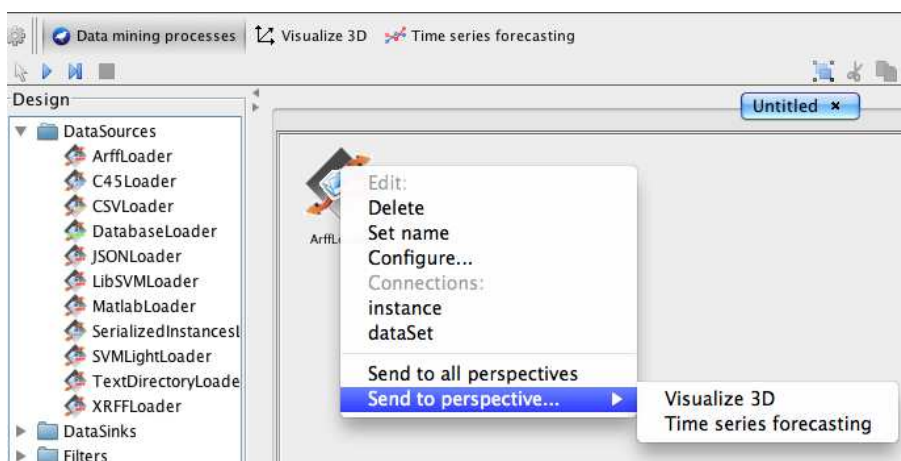 Data mining processes
Visualize 3D
Time series forecasting
Design
Untitled ×
DataSources
ArffLoader
C45Loader
CSVLoader
DatabaseLoader
JSONLoader
LibSVMLoader
MatlabLoader
SerializedInstancesL
SVMLightLoader
TextDirectoryLoade
XRFFLoader
DataSinks
Filters
ArffL
Edit:
Delete
Set name
Configure...
Connections:
instance
dataSet
Send to all perspectives
Send to perspective...
Visualize 3D
Time series forecasting